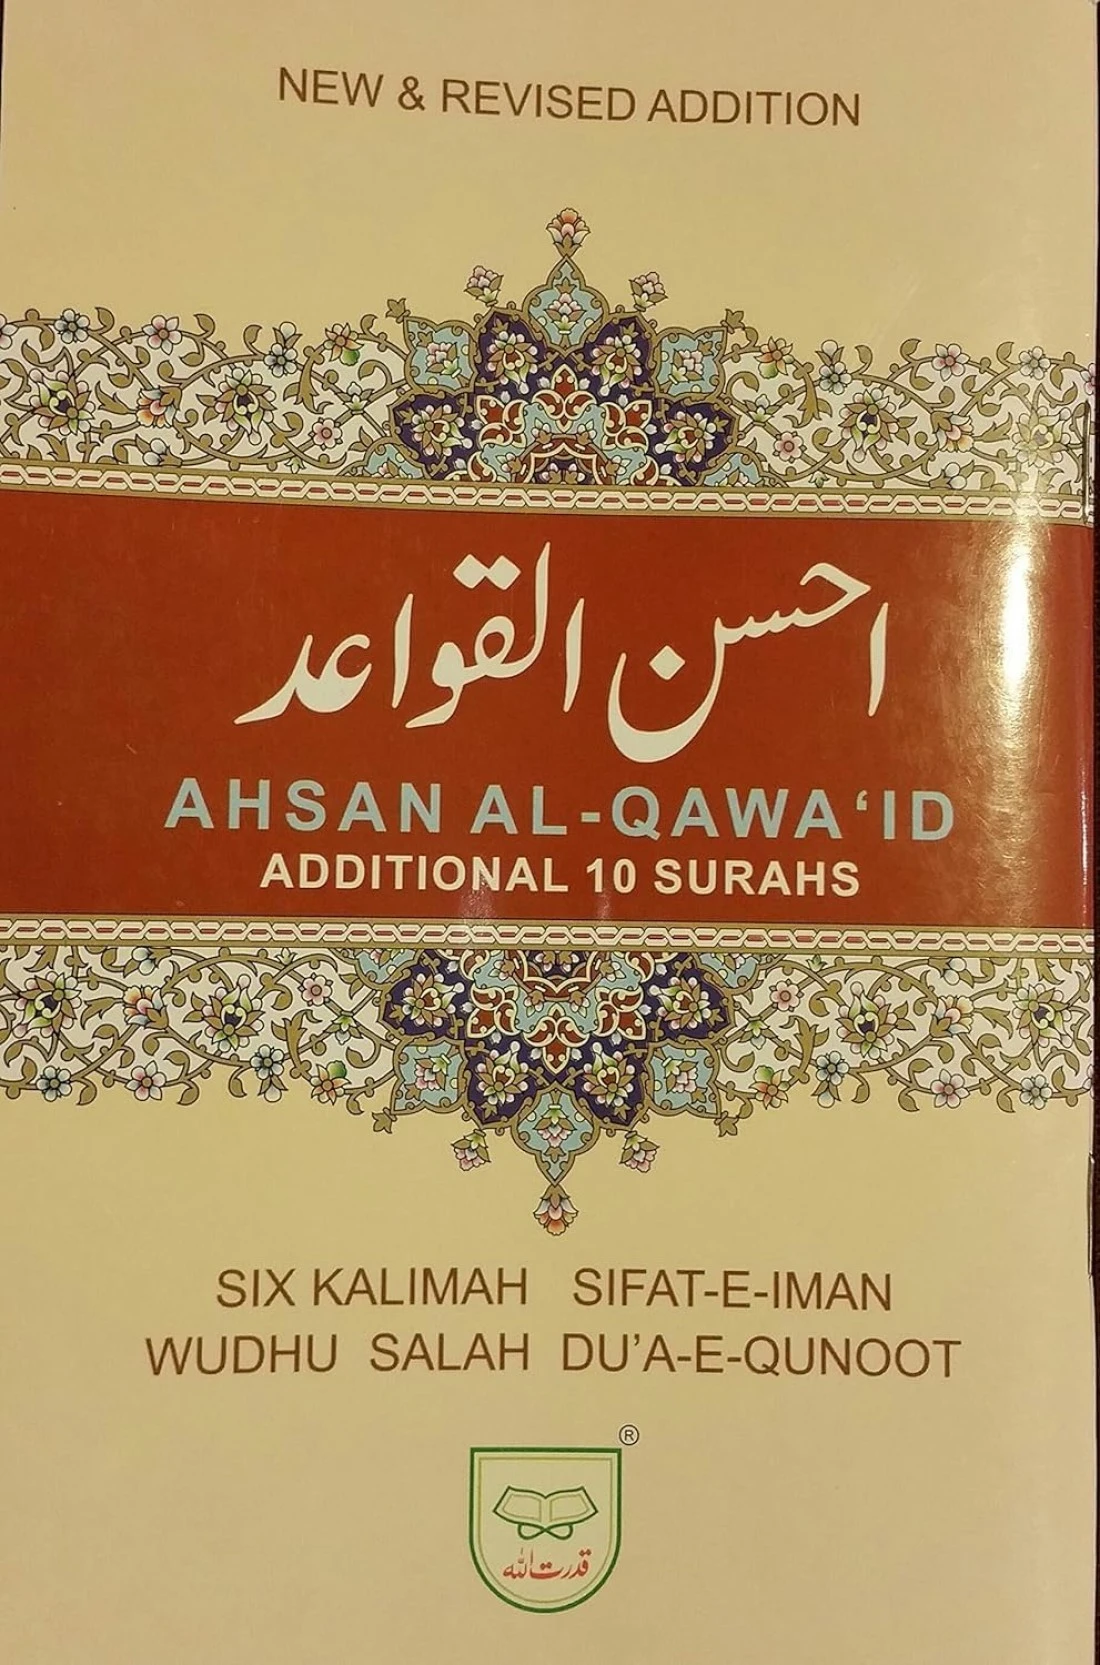 NEW & REVISED ADDITION
احسن القواعد
AHSAN AL-QAWA‘ID
ADDITIONAL 10 SURAHS
SIX KALIMAH SIFAT-E-IMAN
WUDHU SALAH DU’A-E-QUNOOT
®
قدرت الله